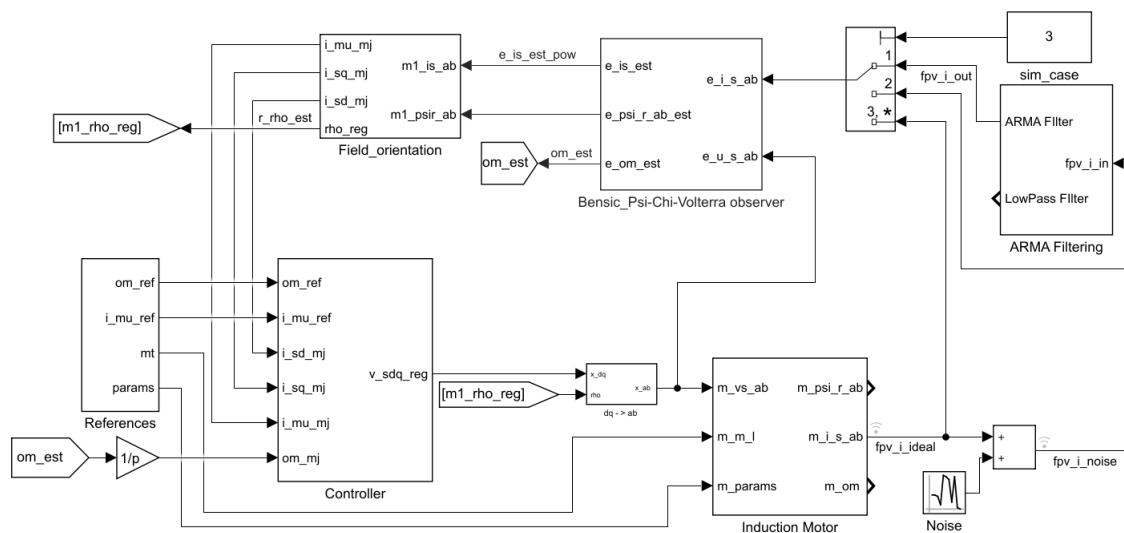 i_mu_mj
i_sq_mj
i_sd_mj
rho_reg
m1_is_ab
m1_psir_ab
Field_orientation
r_rho_est
[m1_rho_reg]
e_is_est_pow
om_est
om_est
e_is_est
e_psi_r_ab_est
e_om_est
e_i_s_ab
e_u_s_ab
Bensic_Psi-Chi-Volterra observer
1
2
3, *
3
sim_case
fpv_i_out
ARMA FIlter
fpv_i_in
LowPass FIlter
ARMA Filtering
om_ref
i_mu_ref
mt
params
References
om_est
1/p
om_ref
i_mu_ref
i_sd_mj
i_sq_mj
i_mu_mj
om_mj
v_sdq_reg
Controller
[m1_rho_reg]
x_dq
rho
x_ab
dq -> ab
m_vs_ab
m_m_l
m_params
m_psi_r_ab
m_i_s_ab
m_om
Induction Motor
fpv_i_ideal
Noise
+
+
fpv_i_noise